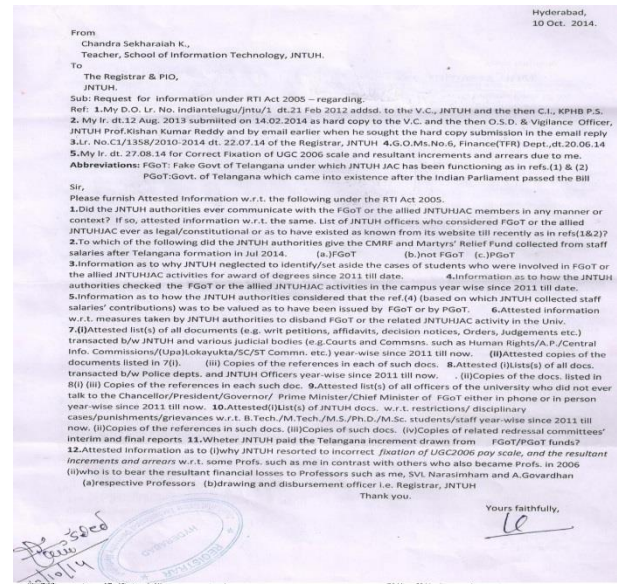 Hyderabad,
10 Oct. 2014.
From
Chandra Sekharaiah K.,
Teacher, School of Information Technology, JNTUH.
To
The Registrar & PIO,
JNTUH.
Sub: Request for information under RTI Act 2005 – regarding.
Ref: 1.My D.O. Lr. No. indiantelugu/jntu/1 dt.21 Feb 2012 addsd. to the V.C., JNTUH and the then C.I., KPHB P.S.
2. My lr. dt.12 Aug. 2013 submiited on 14.02.2014 as hard copy to the V.C. and the then O.S.D. & Vigilance Officer,
JNTUH Prof.Kishan Kumar Reddy and by email earlier when he sought the hard copy submission in the email reply
3.Lr. No.C1/1358/2010-2014 dt. 22.07.14 of the Registrar, JNTUH 4.G.O.Ms.No.6, Finance(TFR) Dept.,dt.20.06.14
5.My lr. dt. 27.08.14 for Correct Fixation of UGC 2006 scale and resultant increments and arrears due to me.
Abbreviations: FGoT: Fake Govt of Telangana under which JNTUH JAC has been functioning as in refs.(1) & (2)
PGoT:Govt. of Telangana which came into existence after the Indian Parliament passed the Bill
Sir,
Please furnish Attested Information w.r.t. the following under the RTI Act 2005.
1.Did the JNTUH authorities ever communicate with the FGoT or the allied JNTUHJAC members in any manner or
context? If so, attested information w.r.t. the same. List of JNTUH officers who considered FGoT or the allied
JNTUHJAC ever as legal/constitutional or as to have existed as known from its website till recently as in refs(1&2)?
2.To which of the following did the JNTUH authorities give the CMRF and Martyrs' Relief Fund collected from staff
salaries after Telangana formation in Jul 2014. (a.)FGoT (b.)not FGoT (c.)PGoT
3.Information as to why JNTUH neglected to identify/set aside the cases of students who were involved in FGoT or
the allied JNTUHJAC activities for award of degrees since 2011 till date. 4.Information as to how the JNTUH
authorities checked the FGoT or the allied JNTUHJAC activities in the campus year wise since 2011 till date.
5.Information as to how the JNTUH authorities considered that the ref.(4) (based on which JNTUH collected staff
salaries' contributions) was to be valued as to have been issued by FGoT or by PGoT. 6.Attested information
w.r.t. measures taken by JNTUH authorities to disband FGoT or the related JNTUHJAC activity in the Univ.
7.(i)Attested list(s) of all documents (e.g. writ petitions, affidavits, decision notices, Orders, Judgements etc.)
transacted b/w JNTUH and various judicial bodies (e.g.Courts and Commsns. such as Human Rights/A.P./Central
Info. Commissions/(Upa)Lokayukta/SC/ST Commn. etc.) year-wise since 2011 till now. (ii)Attested copies of the
documents listed in 7(i). (iii) Copies of the references in each of such docs. 8.Attested (i)Lists(s) of all docs.
transacted b/w Police depts. and JNTUH Officers year-wise since 2011 till now. . (ii)Copies of the docs. listed in
8(i) (iii) Copies of the references in each such doc. 9.Attested list(s) of all officers of the university who did not ever
talk to the Chancellor/President/Governor/ Prime Minister/Chief Minister of FGoT either in phone or in person
year-wise since 2011 till now. 10.Attested(i)List(s) of JNTUH docs. w.r.t. restrictions/ disciplinary
cases/punishments/grievances w.r.t. B.Tech./M.Tech./M.S./Ph.D./M.Sc. students/staff year-wise since 2011 till
now. (ii)Copies of the references in such docs. (iii)Copies of such docs. (iv)Copies of related redressal committees'
interim and final reports 11.Wheter JNTUH paid the Telangana increment drawn from FGoT/PGoT funds?
12.Attested Information as to (i)why JNTUH resorted to incorrect fixation of UGC2006 pay scale, and the resultant
increments and arrears w.r.t. some Profs. such as me in contrast with others who also became Profs. in 2006
(ii)who is to bear the resultant financial losses to Professors such as me, SVL Narasimham and A.Govardhan
(a)respective Professors (b)drawing and disbursement officer i.e. Registrar, JNTUH
Thank you.
Yours faithfully,